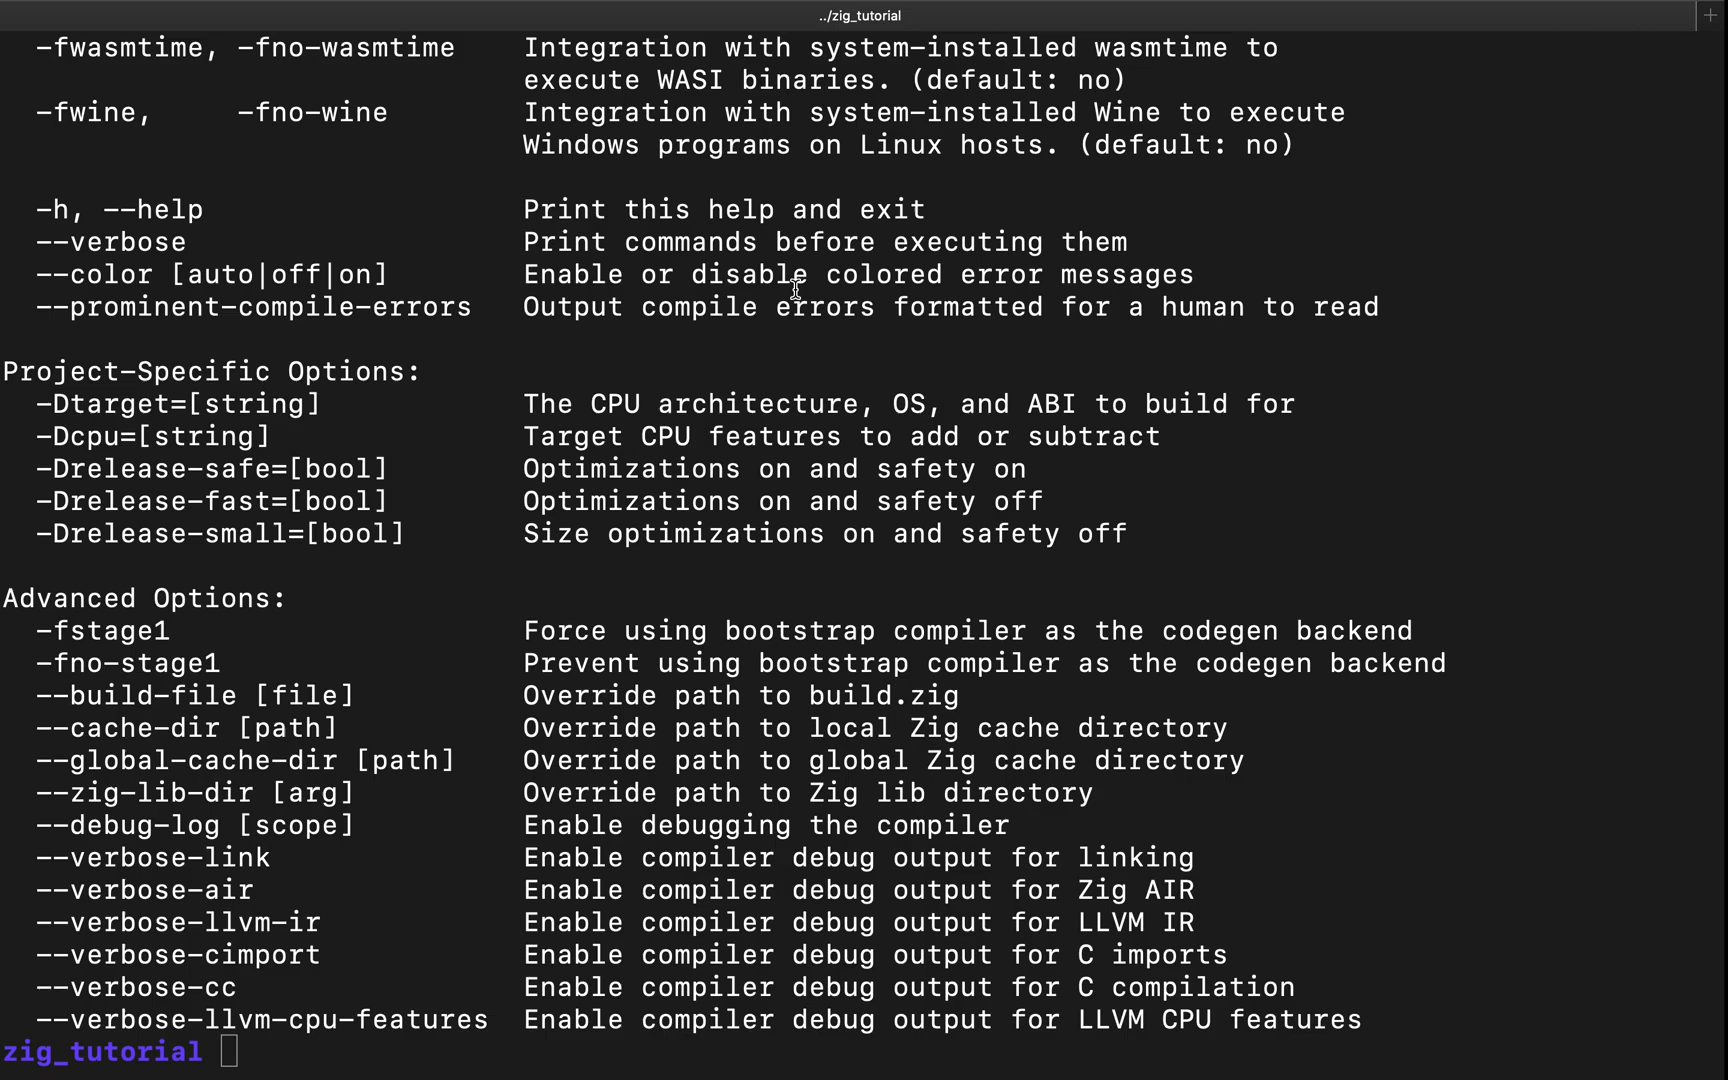 ../zig_tutorial
-fwasmtime, -fno-wasmtime    Integration with system-installed wasmtime to
execute WASI binaries. (default: no)
-fwine,     -fno-wine        Integration with system-installed Wine to execute
Windows programs on Linux hosts. (default: no)
-h, --help                   Print this help and exit
--verbose                    Print commands before executing them
--color [auto|off|on]        Enable or disable colored error messages
--prominent-compile-errors   Output compile errors formatted for a human to read
Project-Specific Options:
-Dtarget=[string]            The CPU architecture, OS, and ABI to build for
-Dcpu=[string]               Target CPU features to add or subtract
-Drelease-safe=[bool]        Optimizations on and safety on
-Drelease-fast=[bool]        Optimizations on and safety off
-Drelease-small=[bool]       Size optimizations on and safety off
Advanced Options:
-fstage1                     Force using bootstrap compiler as the codegen backend
-fno-stage1                  Prevent using bootstrap compiler as the codegen backend
--build-file [file]          Override path to build.zig
--cache-dir [path]           Override path to local Zig cache directory
--global-cache-dir [path]    Override path to global Zig cache directory
--zig-lib-dir [arg]          Override path to Zig lib directory
--debug-log [scope]          Enable debugging the compiler
--verbose-link               Enable compiler debug output for linking
--verbose-air                Enable compiler debug output for Zig AIR
--verbose-llvm-ir            Enable compiler debug output for LLVM IR
--verbose-cimport            Enable compiler debug output for C imports
--verbose-cc                 Enable compiler debug output for C compilation
--verbose-llvm-cpu-features  Enable compiler debug output for LLVM CPU features
zig_tutorial